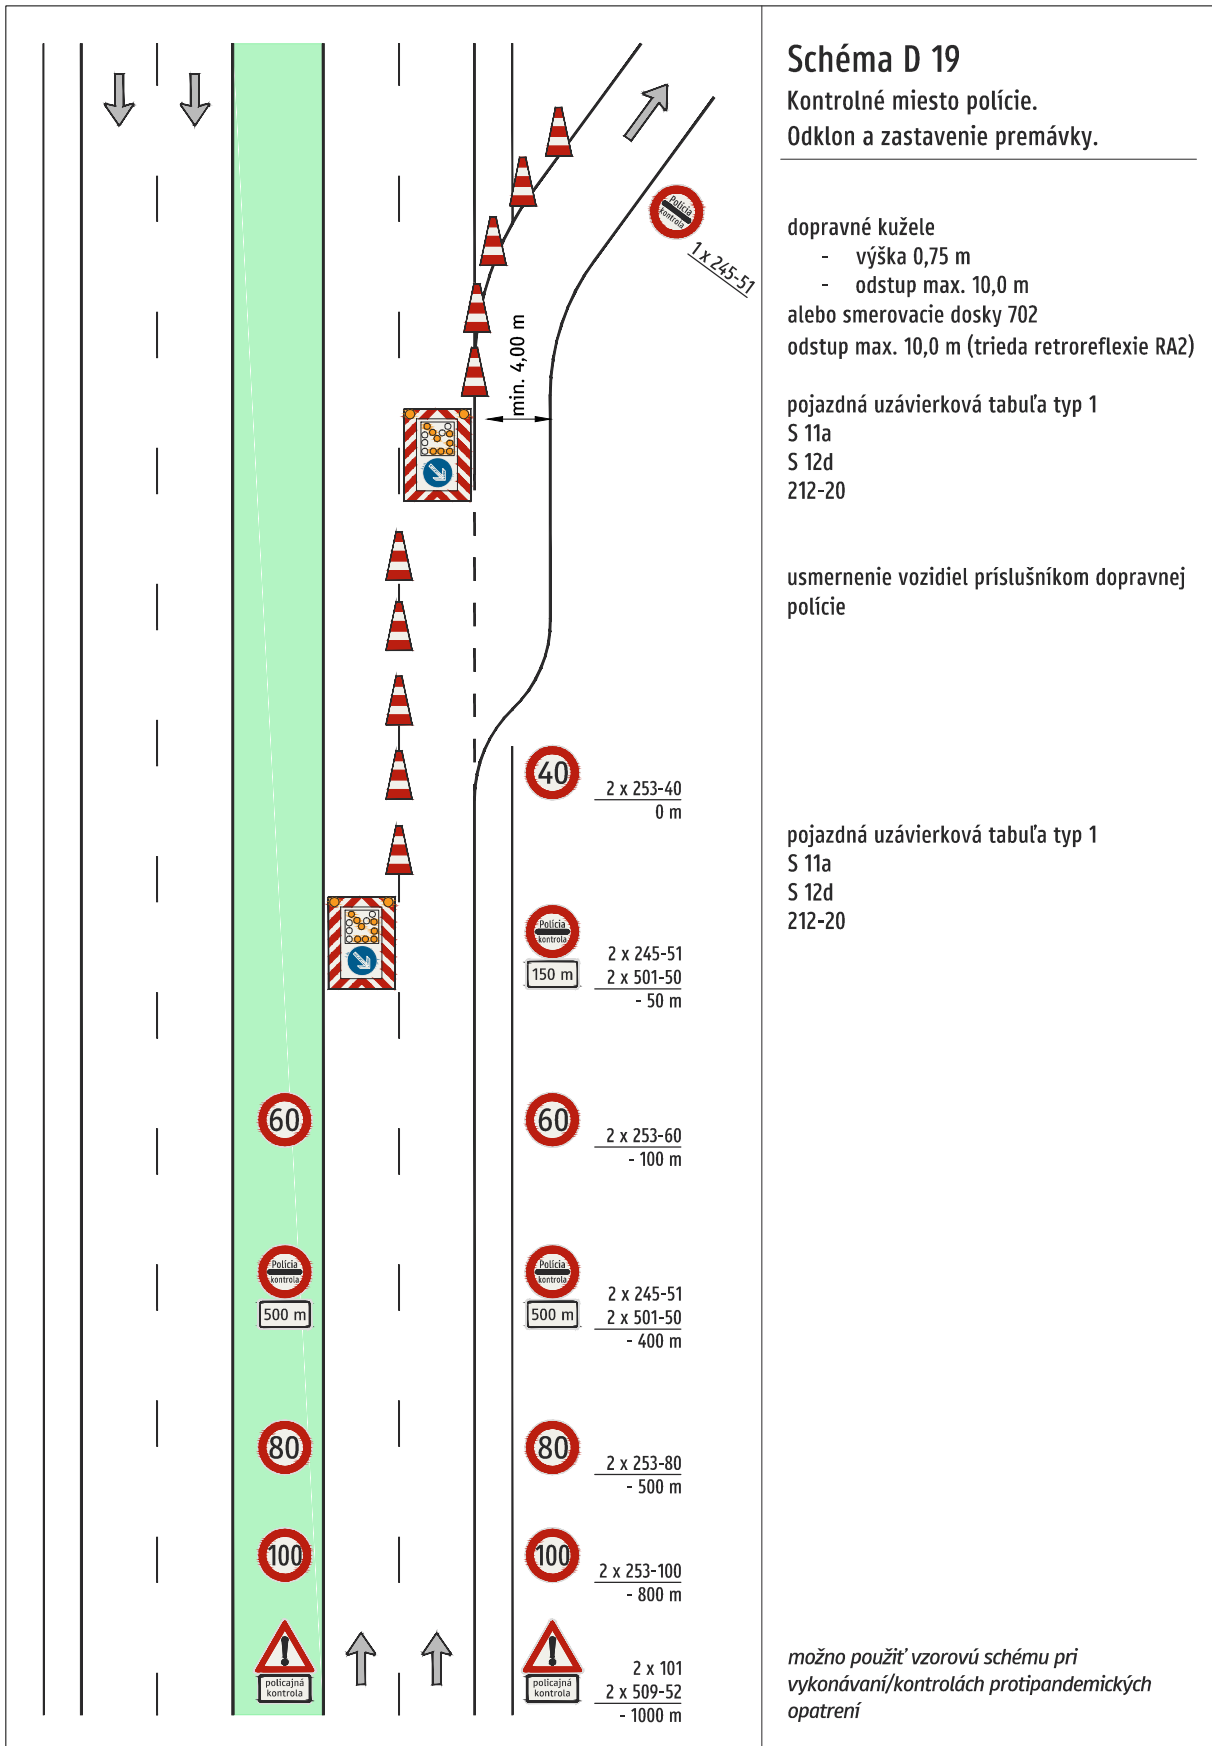 Schéma D 19
Kontrolné miesto polície.
Odklon a zastavenie premávky.
dopravné kužele
- výška 0,75 m
- odstup max. 10,0 m
alebo smerovacie dosky 702
odstup max. 10,0 m (trieda retroreflexie RA2)
pojazdná uzávierková tabuľa typ 1
S 11a
S 12d
212-20
usmernenie vozidiel príslušníkom dopravnej
polície
pojazdná uzávierková tabuľa typ 1
S 11a
S 12d
212-20
možno použiť vzorovú schému pri
vykonávaní/kontrolách protipandemických
opatrení
Polícia
kontrola
1 x 245-51
min. 4,00 m
40
2 x 253-40
0 m
Polícia
kontrola
150 m
2 x 245-51
2 x 501-50
- 50 m
60
60
2 x 253-60
- 100 m
Polícia
kontrola
500 m
Polícia
kontrola
500 m
2 x 245-51
2 x 501-50
- 400 m
80
80
2 x 253-80
- 500 m
100
100
2 x 253-100
- 800 m
policajná
kontrola
policajná
kontrola
2 x 101
2 x 509-52
- 1000 m